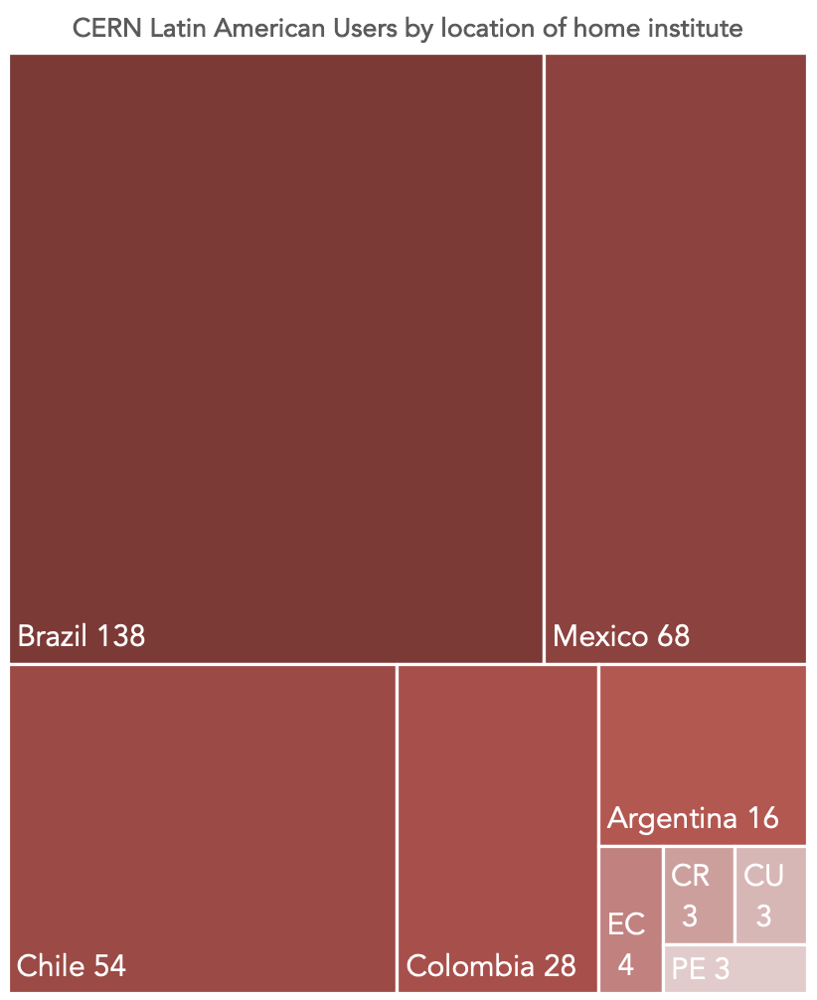 CERN Latin American Users by location of home institute
Brazil 138
Mexico 68
Chile 54
Colombia 28
Argentina 16
EC
4
CR
3
CU
3
PE 3